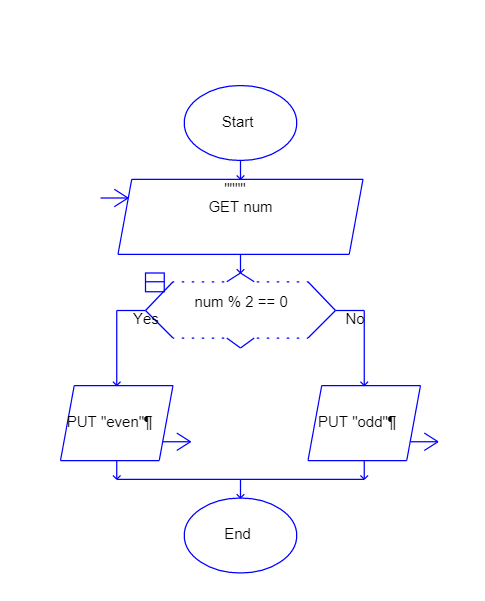 Start
""""
GET num
num % 2 == 0
Yes
No
PUT "even"¶
PUT "odd"¶
End